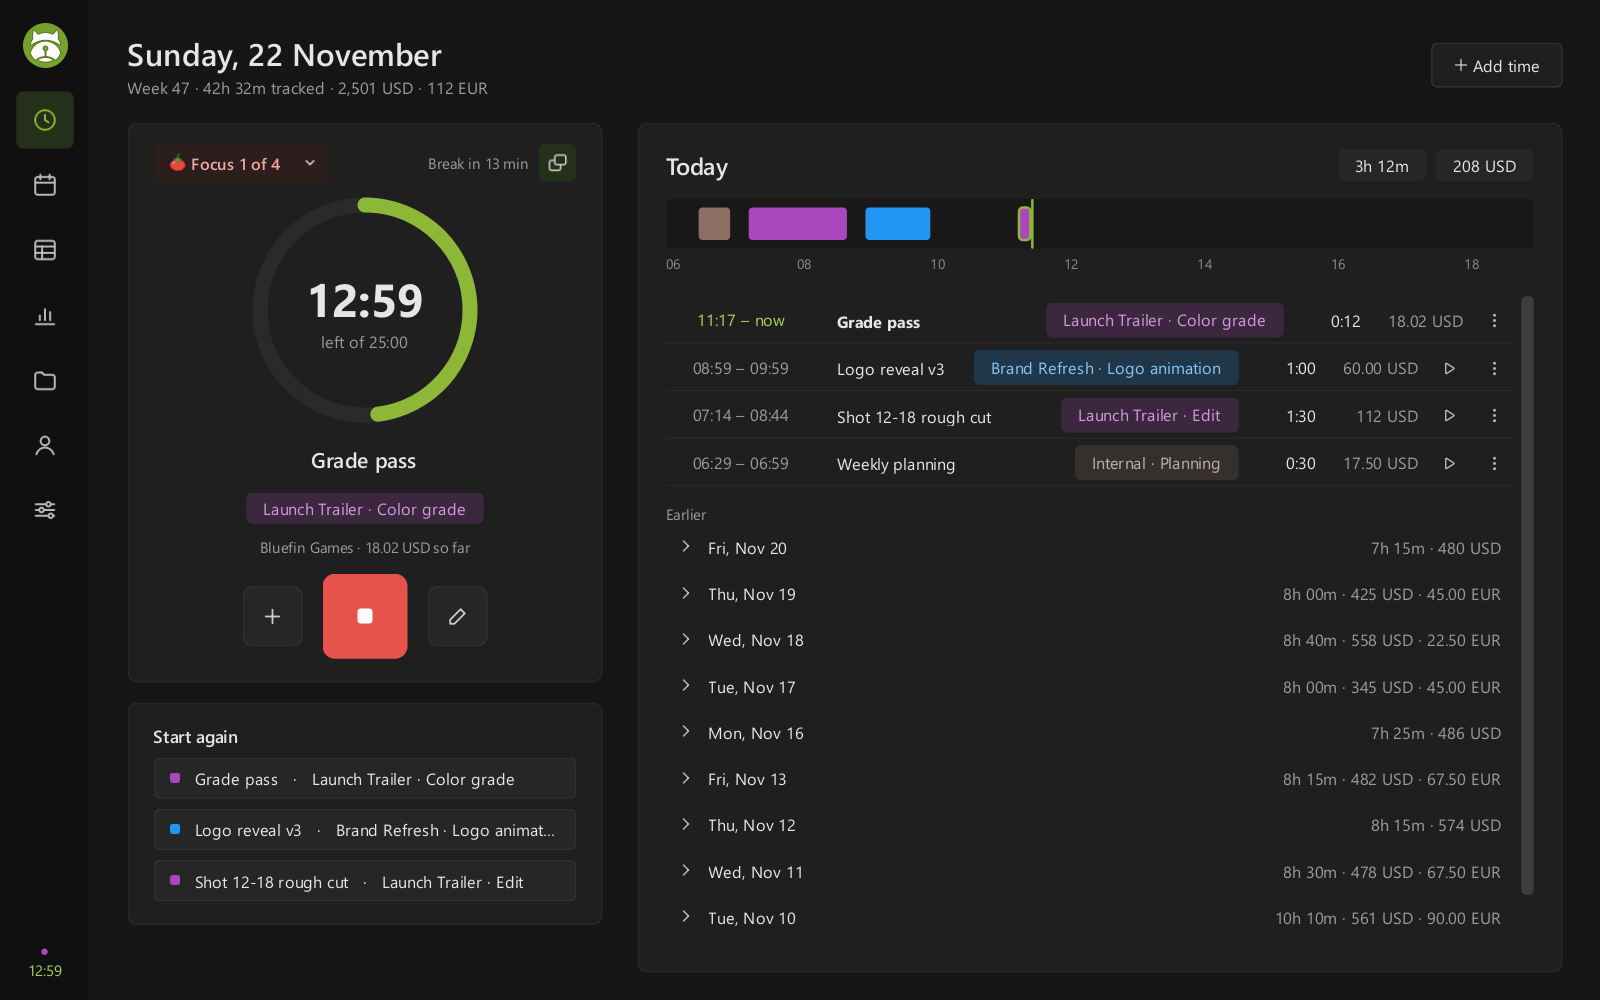 Sunday, 22 November
Week 47 · 42h 32m tracked · 2,501 USD · 112 EUR
+ Add time
Focus 1 of 4
Break in 13 min
12:59
left of 25:00
Grade pass
Launch Trailer · Color grade
Bluefin Games · 18.02 USD so far
Start again
Grade pass · Launch Trailer · Color grade
Logo reveal v3 · Brand Refresh · Logo animat...
Shot 12-18 rough cut · Launch Trailer · Edit
12:59
Today
3h 12m
208 USD
06 08 10 12 14 16 18
11:17 – now Grade pass Launch Trailer · Color grade 0:12 18.02 USD
08:59 – 09:59 Logo reveal v3 Brand Refresh · Logo animation 1:00 60.00 USD
07:14 – 08:44 Shot 12-18 rough cut Launch Trailer · Edit 1:30 112 USD
06:29 – 06:59 Weekly planning Internal · Planning 0:30 17.50 USD
Earlier
Fri, Nov 20 7h 15m · 480 USD
Thu, Nov 19 8h 00m · 425 USD · 45.00 EUR
Wed, Nov 18 8h 40m · 558 USD · 22.50 EUR
Tue, Nov 17 8h 00m · 345 USD · 45.00 EUR
Mon, Nov 16 7h 25m · 486 USD
Fri, Nov 13 8h 15m · 482 USD · 67.50 EUR
Thu, Nov 12 8h 15m · 574 USD
Wed, Nov 11 8h 30m · 478 USD · 67.50 EUR
Tue, Nov 10 10h 10m · 561 USD · 90.00 EUR